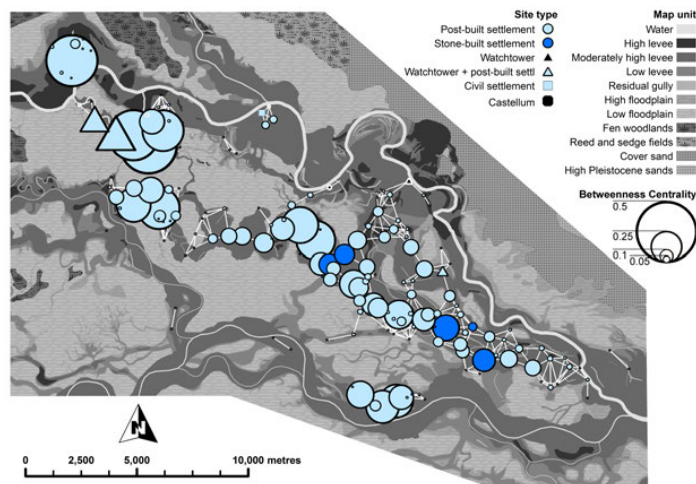 Site type
Post-built settlement
Stone-built settlement
Watchtower
Watchtower + post-built settl
Civil settlement
Castellum
Map unit
Water
High levee
Moderately high levee
Low levee
Residual gully
High floodplain
Low floodplain
Fen woodlands
Reed and sedge fields
Cover sand
High Pleistocene sands
Betweenness Centrality
0.5
0.25
0.1
0.05
N
0 2,500 5,000 10,000 metres